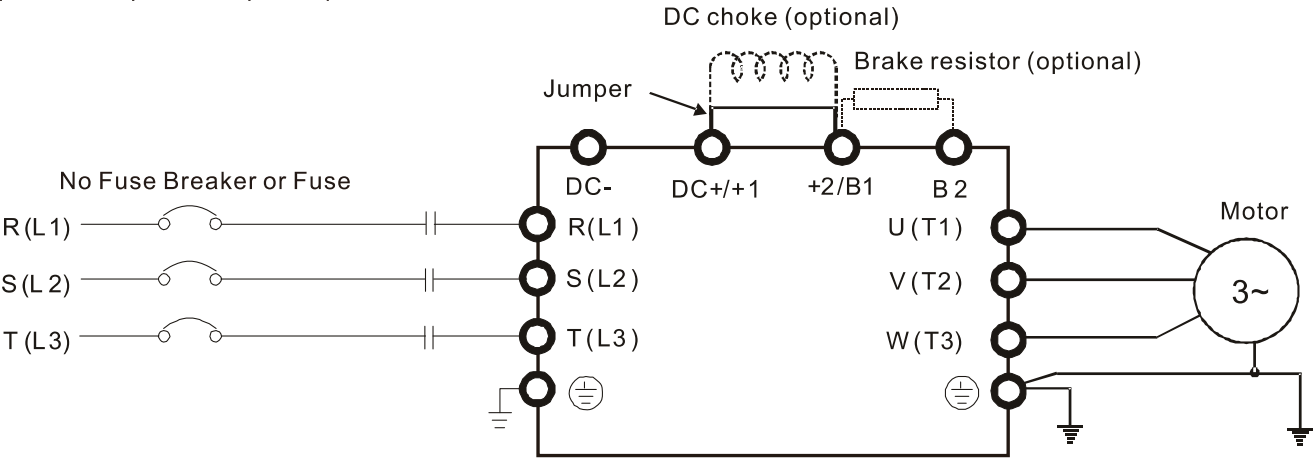 DC choke (optional)
Brake resistor (optional)
Jumper
No Fuse Breaker or Fuse
DC-
DC+/+1
+2/B1
B2
R(L1)
R(L1)
U(T1)
Motor
S(L2)
S(L2)
V(T2)
3~
T(L3)
T(L3)
W(T3)